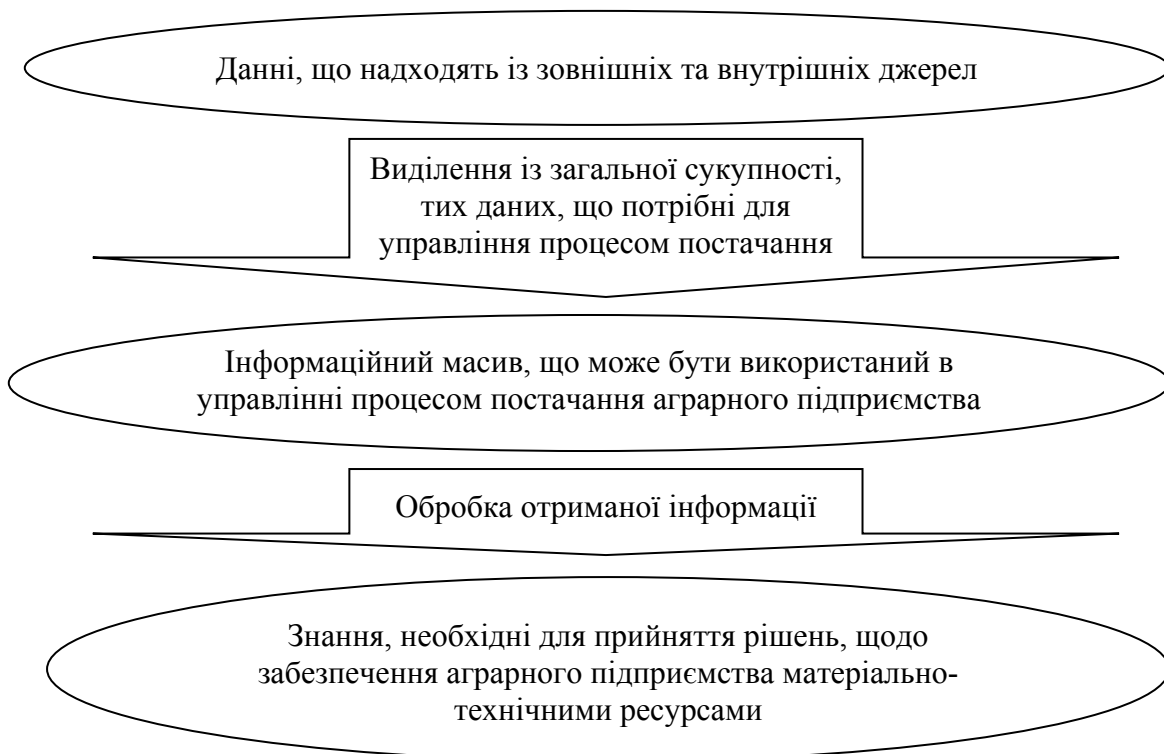 Данні, що надходять із зовнішніх та внутрішніх джерел
Виділення із загальної сукупності,
тих даних, що потрібні для
управління процесом постачання
Інформаційний масив, що може бути використаний в
управлінні процесом постачання аграрного підприємства
Обробка отриманої інформації
Знання, необхідні для прийняття рішень, щодо
забезпечення аграрного підприємства матеріально-
технічними ресурсами